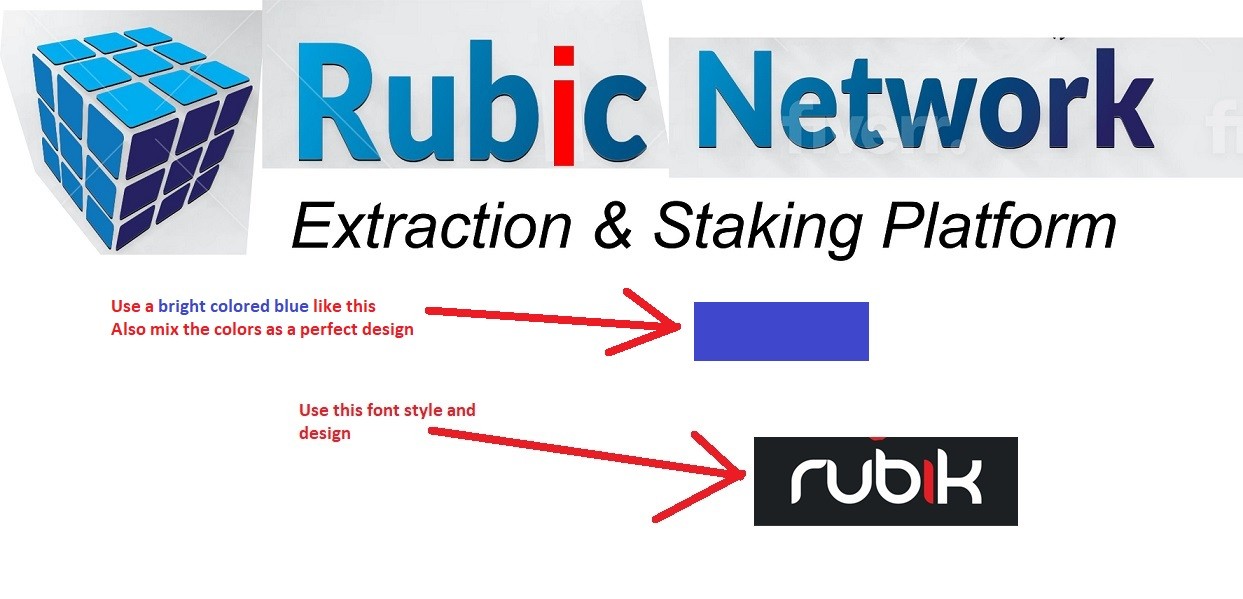 Rubic Network
fiverr.
Extraction & Staking Platform
Use a bright colored blue like this
Also mix the colors as a perfect design
Use this font style and
design
rubik